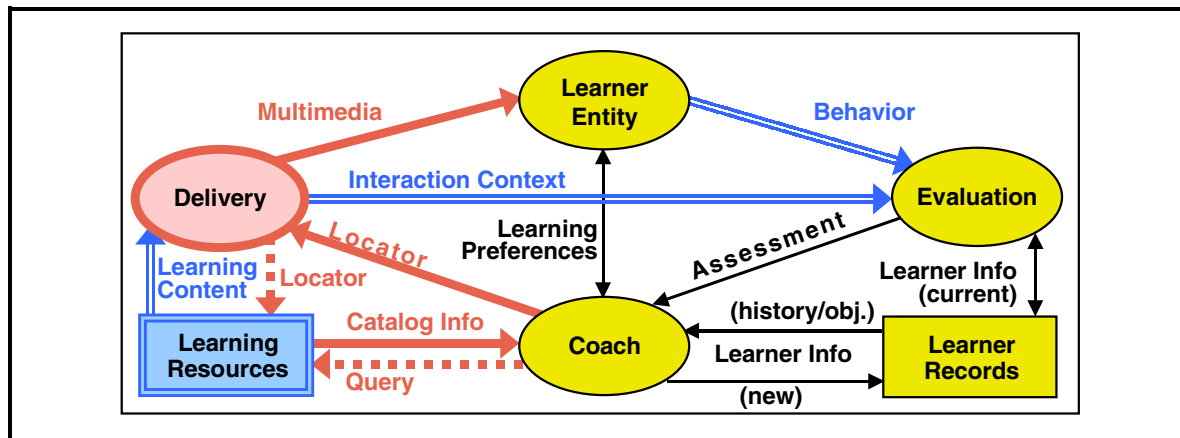 Learner
Entity
Multimedia
Behavior
Delivery
Interaction Context
Evaluation
Locator
Learning
Preferences
Assessment
Learning
Content
Locator
Learner Info
(current)
Catalog Info
(history/obj.)
Learning
Resources
Coach
Learner Info
Learner
Records
Query
(new)